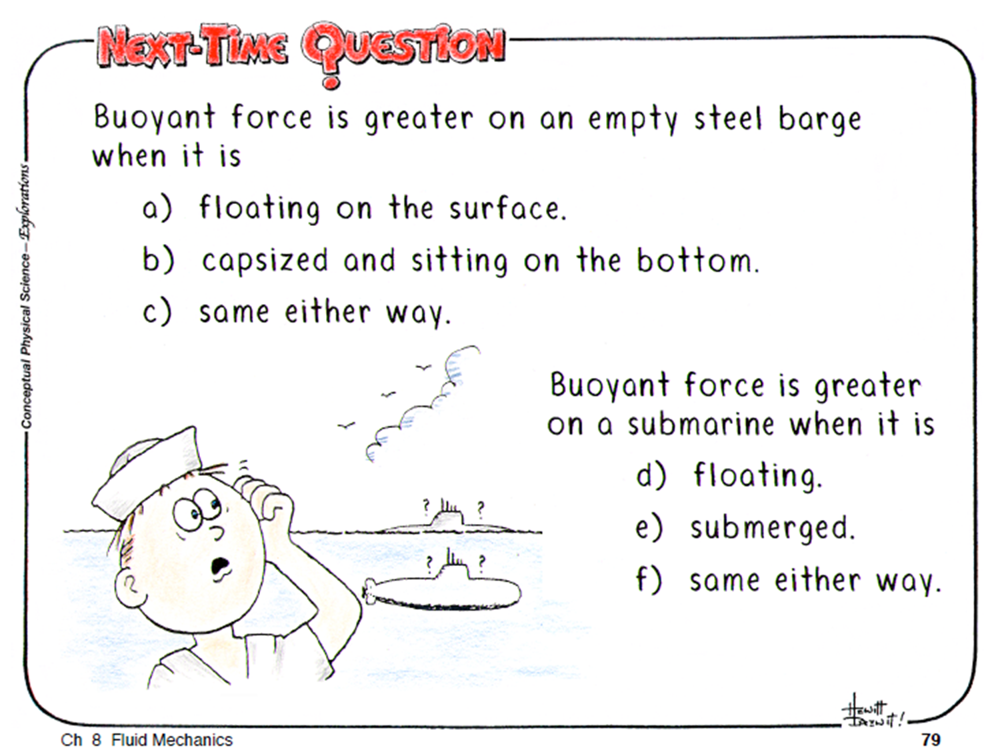 NEXT-TIME QUESTION
Buoyant force is greater on an empty steel barge
when it is
a) floating on the surface.
b) capsized and sitting on the bottom.
c) same either way.
Buoyant force is greater
on a submarine when it is
d) floating.
e) submerged.
f) same either way.
? ?
? ?
Conceptual Physical Science–Explorations
Hewitt
Drewit!
Ch 8 Fluid Mechanics
79